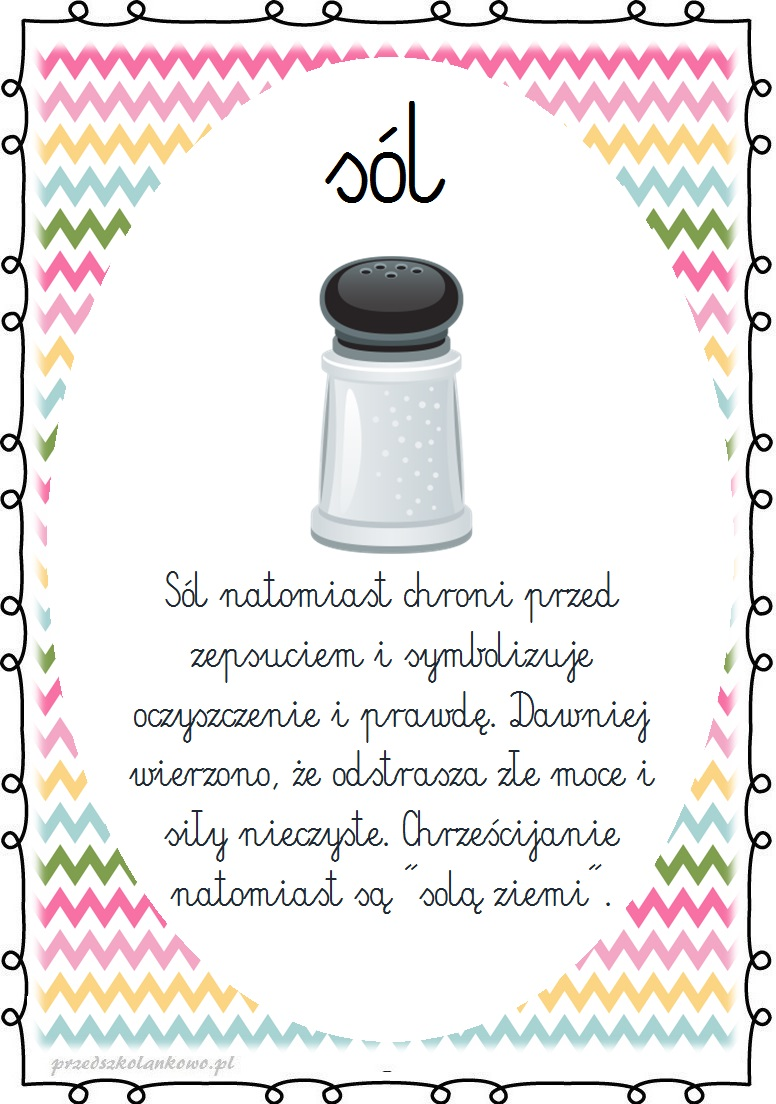 sól
Sól natomiast chroni przed
zepsuciem i symbolizuje
oczyszczenie i prawdę. Dawniej
wierzono, że odstrasza złe moce i
siły nieczyste. Chrześcijanie
natomiast są "solą ziemi".
przedszkolankowo.pl